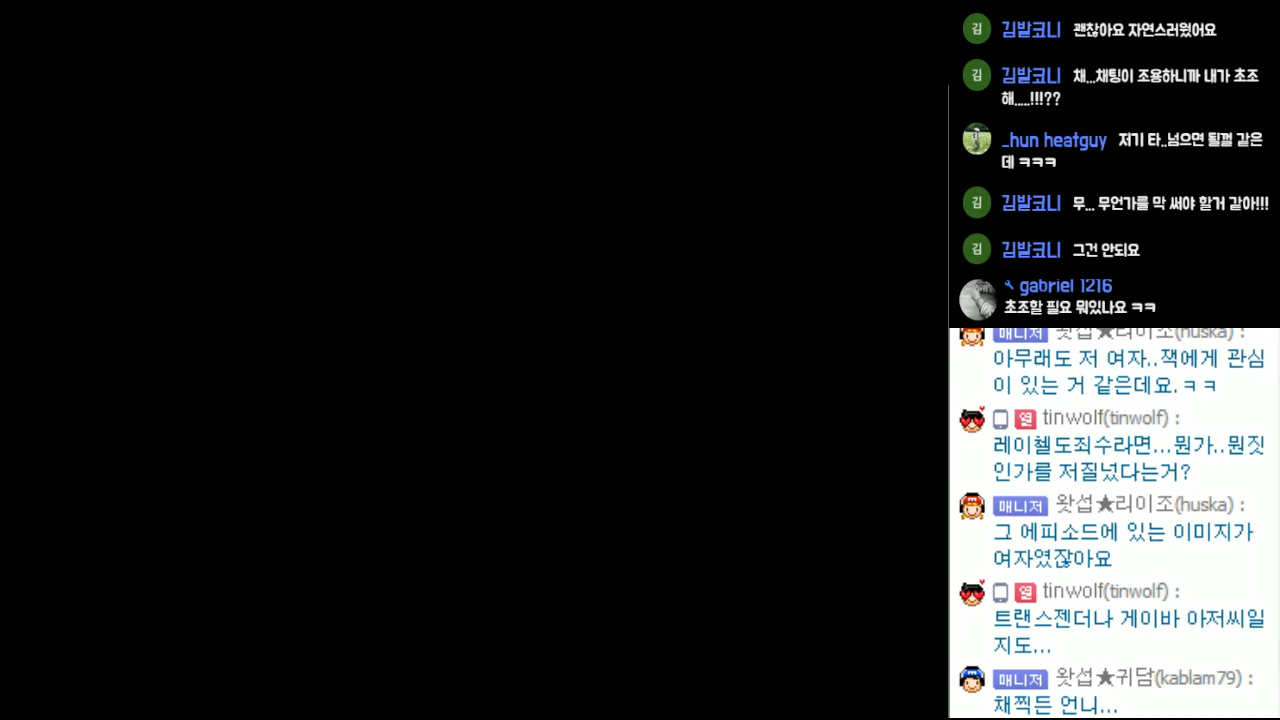 김 김발코니 괜찮아요 자연스러웠어요
김 김발코니 채...채팅이 조용하니까 내가 초조
해.....!!!??
_hun heatguy 저기 타..넘으면 될껄 같은
데 ㅋㅋㅋ
김 김발코니 무... 무언가를 막 써야 할거 같아!!!
김 김발코니 그건 안되요
gabriel 1216
초조할 필요 뭐있나요 ㅋㅋ
매니저 왓섭★리이조(huska) :
아무래도 저 여자..잭에게 관심
이 있는 거 같은데요.ㅋㅋ
열 tinwolf(tinwolf) :
레이첼도죄수라면...뭔가..뭔짓
인가를 저질넜다는거?
매니저 왓섭★리이조(huska) :
그 에피소드에 있는 이미지가
여자였잖아요
열 tinwolf(tinwolf) :
트랜스젠더나 게이바 아저씨일
지도...
매니저 왓섭★귀담(kablam79) :
채찍든 언니...